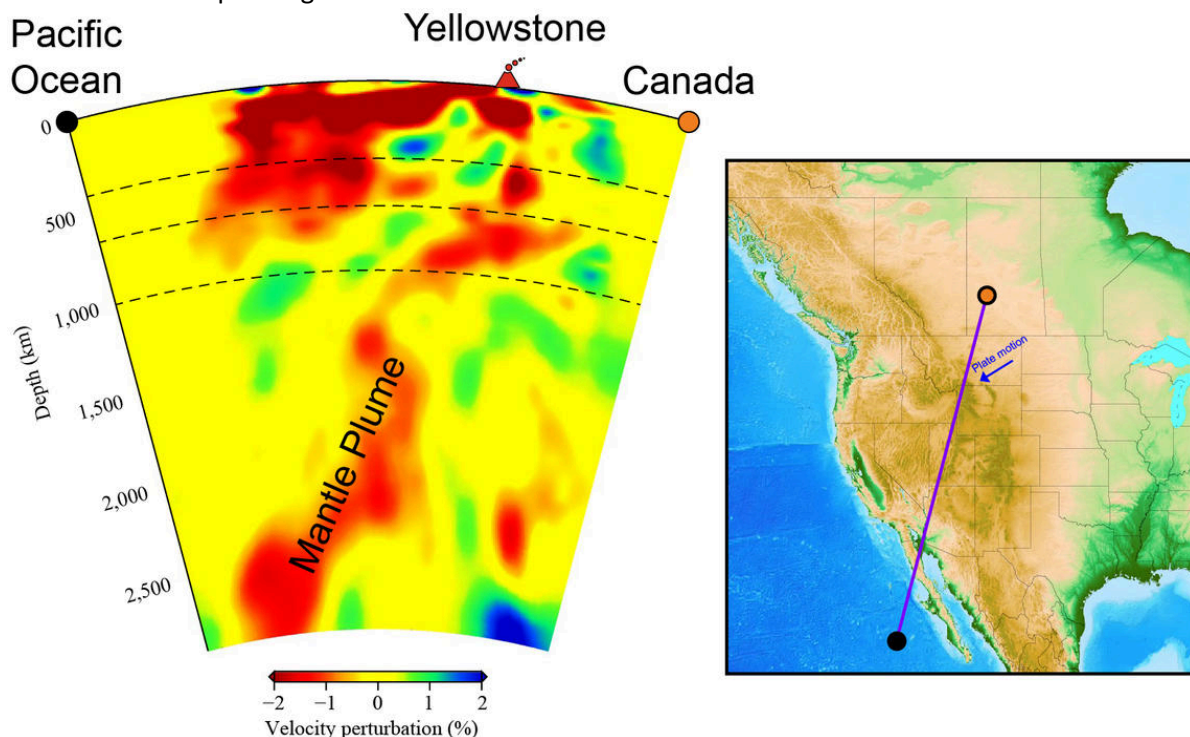 Pacific
Ocean
Yellowstone
Canada
0
500
1,000
1,500
2,000
2,500
Depth (km)
Mantle Plume
−2 −1 0 1 2
Velocity perturbation (%)
Plate motion